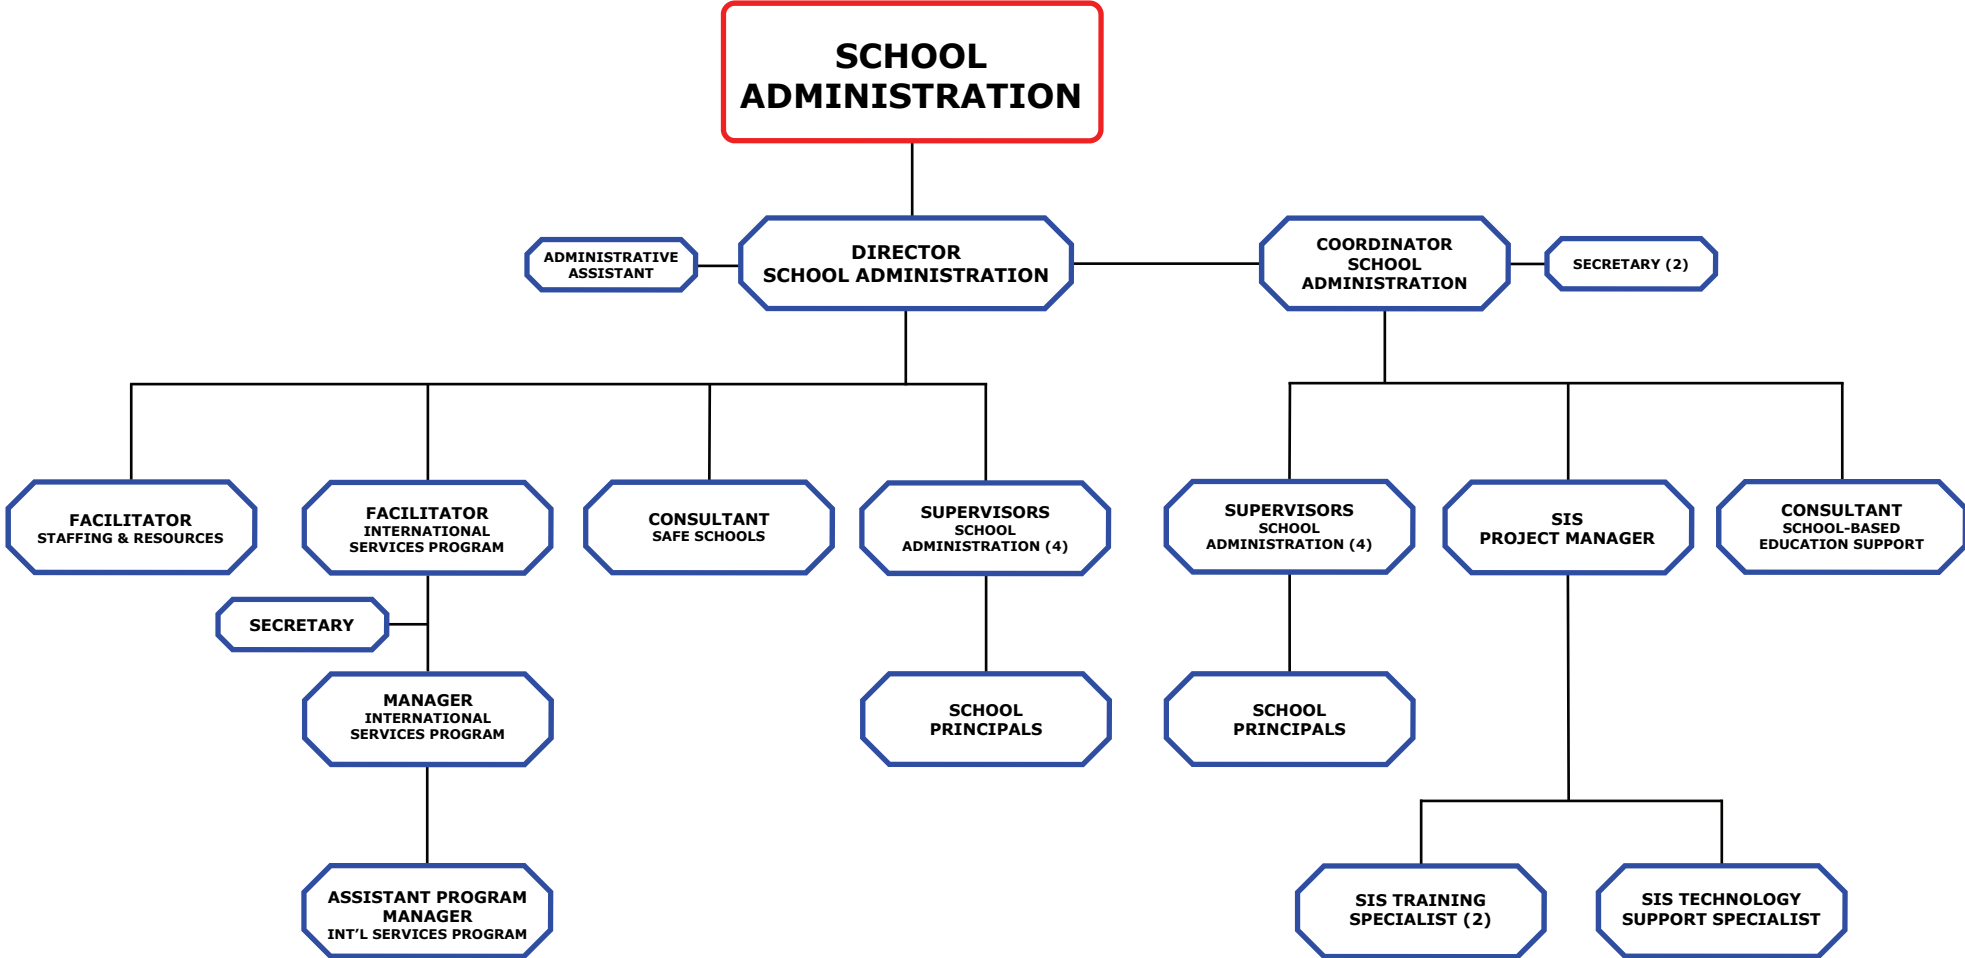 SCHOOL
ADMINISTRATION
ADMINISTRATIVE
ASSISTANT
DIRECTOR
SCHOOL ADMINISTRATION
COORDINATOR
SCHOOL
ADMINISTRATION
SECRETARY (2)
FACILITATOR
STAFFING & RESOURCES
FACILITATOR
INTERNATIONAL
SERVICES PROGRAM
CONSULTANT
SAFE SCHOOLS
SUPERVISORS
SCHOOL
ADMINISTRATION (4)
SUPERVISORS
SCHOOL
ADMINISTRATION (4)
SIS
PROJECT MANAGER
CONSULTANT
SCHOOL-BASED
EDUCATION SUPPORT
SECRETARY
MANAGER
INTERNATIONAL
SERVICES PROGRAM
SCHOOL
PRINCIPALS
SCHOOL
PRINCIPALS
ASSISTANT PROGRAM
MANAGER
INT’L SERVICES PROGRAM
SIS TRAINING
SPECIALIST (2)
SIS TECHNOLOGY
SUPPORT SPECIALIST